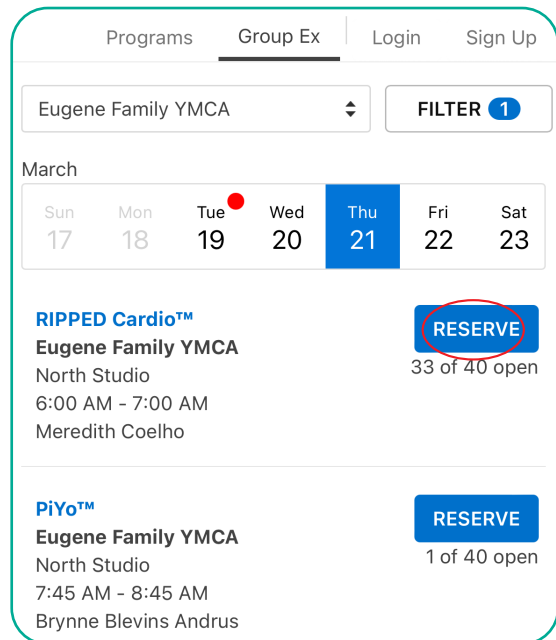 Programs Group Ex Login Sign Up
Eugene Family YMCA FILTER 1
March
Sun Mon Tue Wed Thu Fri Sat
17 18 19 20 21 22 23
RIPPED Cardio™ RESERVE
Eugene Family YMCA
North Studio 33 of 40 open
6:00 AM - 7:00 AM
Meredith Coelho
PiYo™ RESERVE
Eugene Family YMCA
North Studio 1 of 40 open
7:45 AM - 8:45 AM
Brynne Blevins Andrus